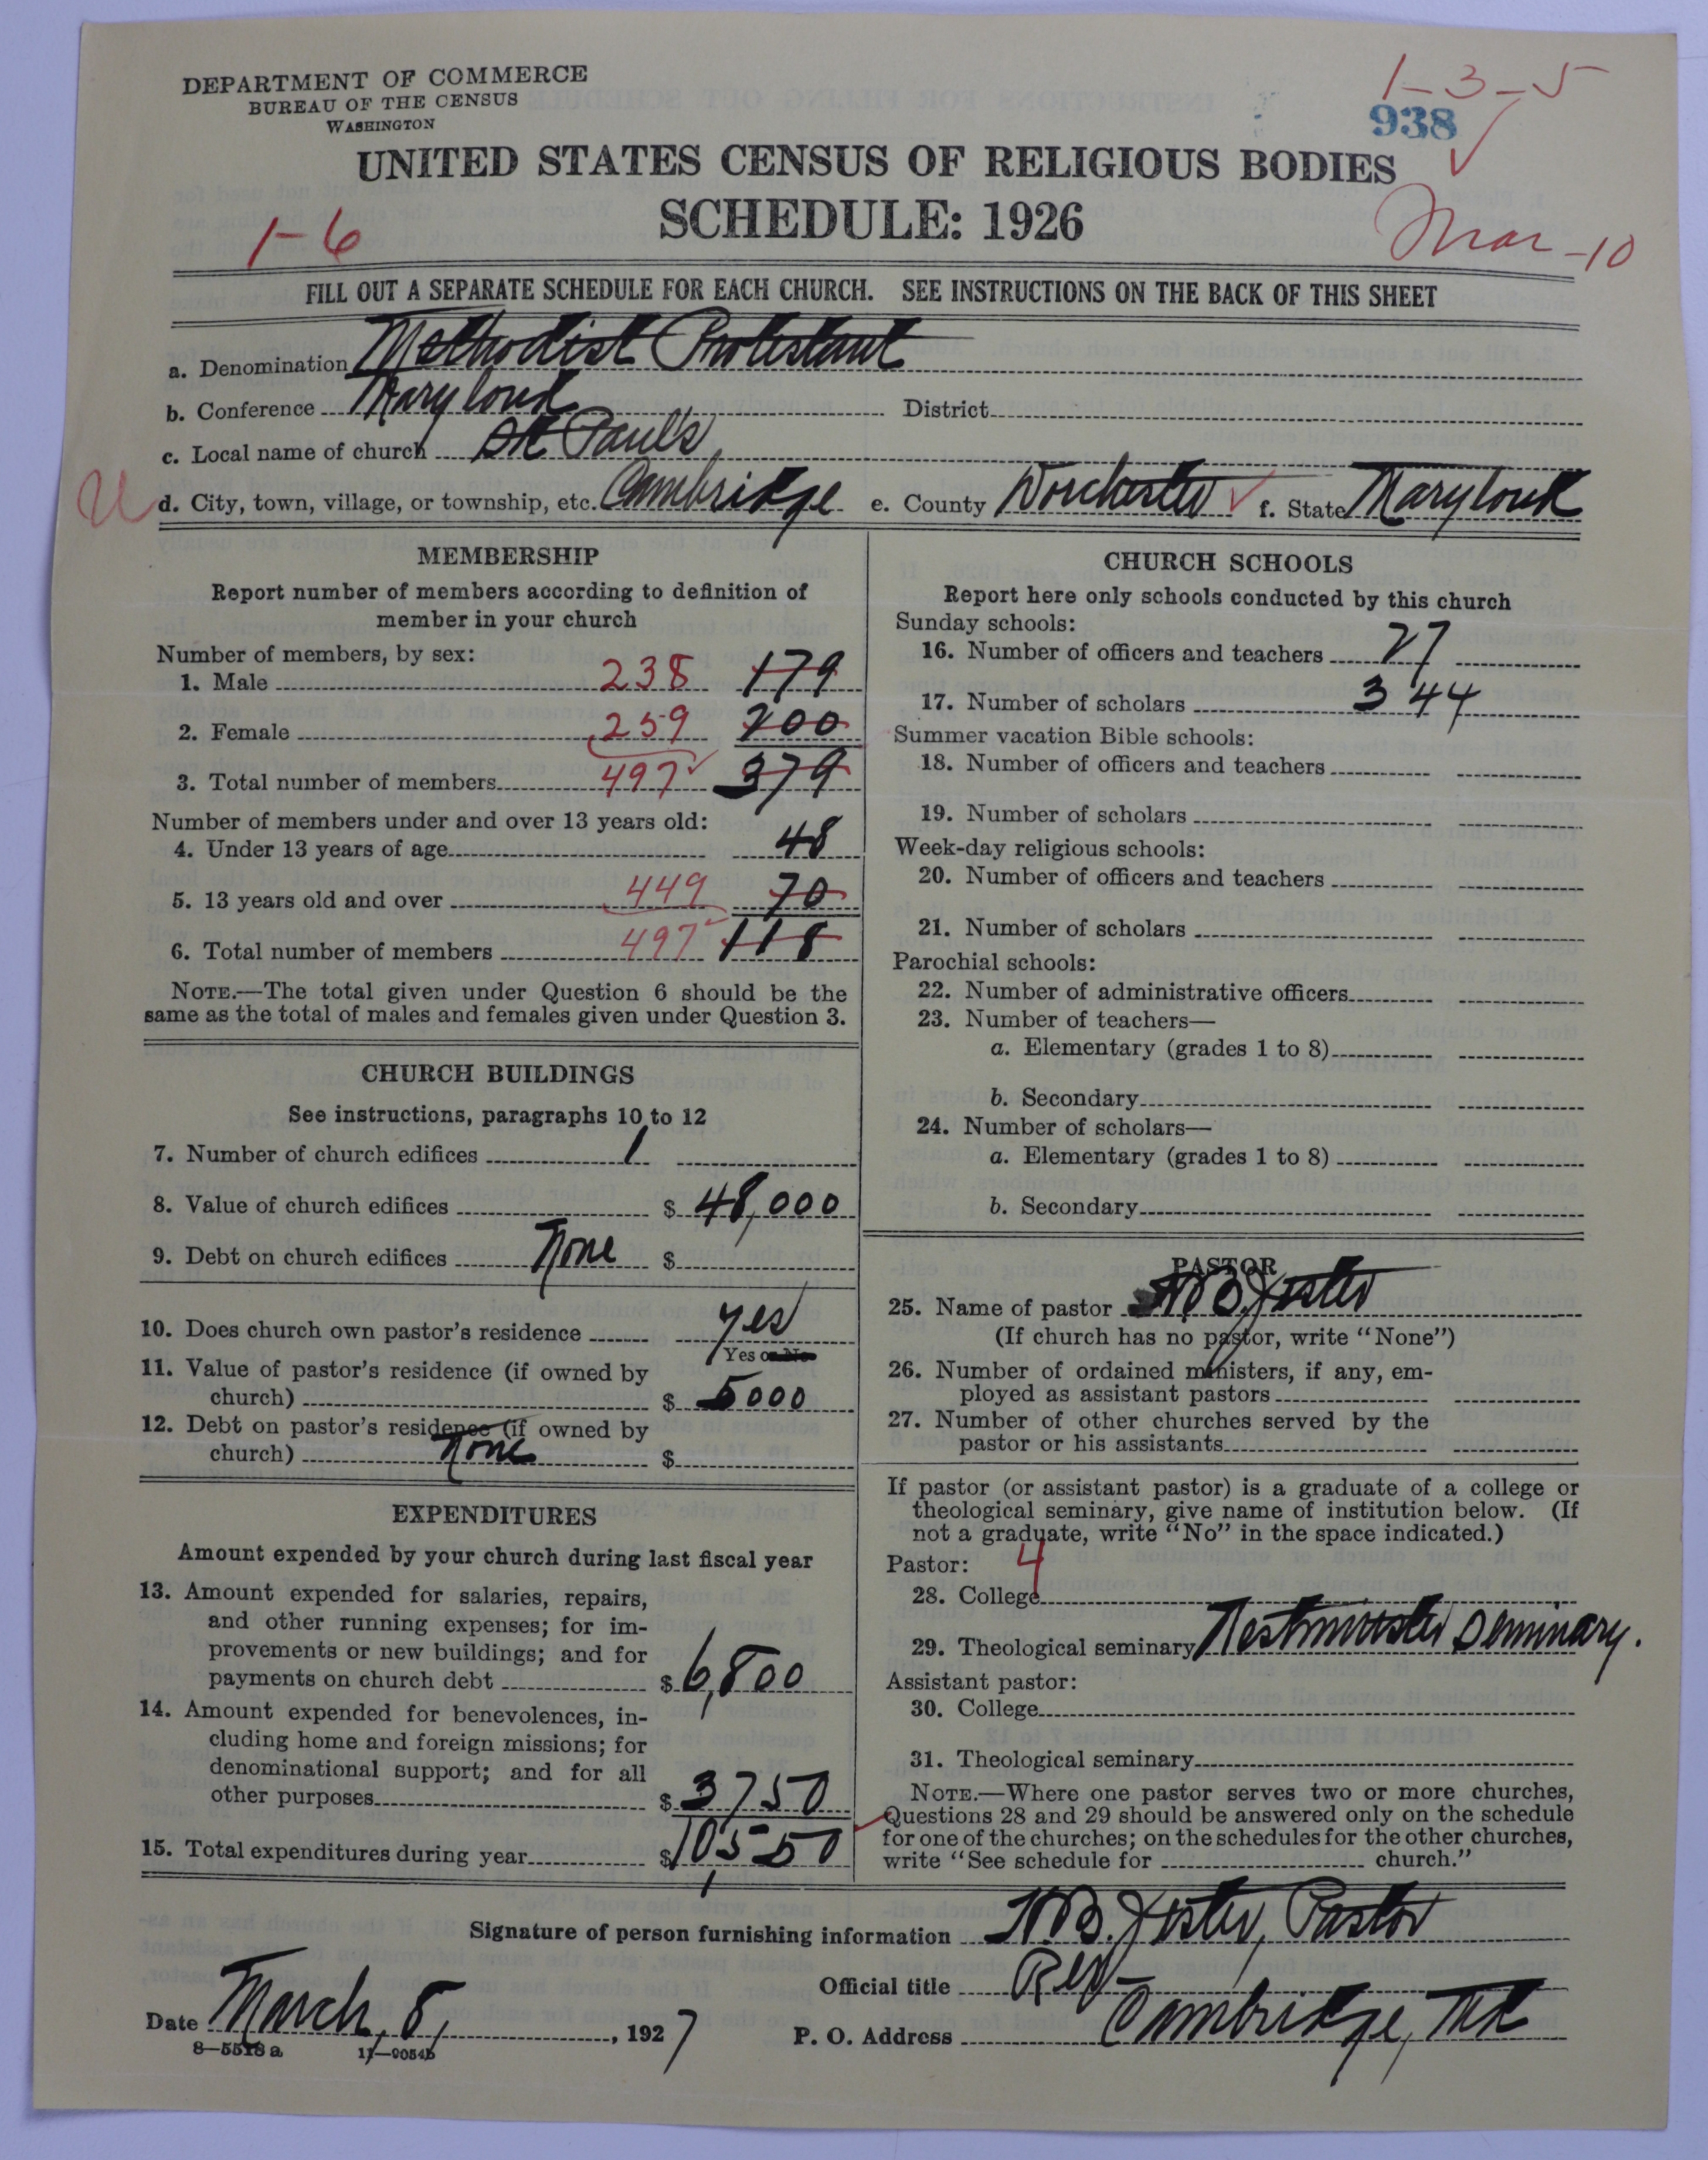 DEPARTMENT OF COMMERCE
BUREAU OF THE CENSUS
WASHINGTON
1-3-5
938
UNITED STATES CENSUS OF RELIGIOUS BODIES
SCHEDULE: 1926
1-6
Mar-10
FILL OUT A SEPARATE SCHEDULE FOR EACH CHURCH. SEE INSTRUCTIONS ON THE BACK OF THIS SHEET
a. Denomination Methodist Protestant
b. Conference Maryland District
c. Local name of church St Paul's
d. City, town, village, or township, etc. Cambridge e. County Dorchester f. State Maryland
MEMBERSHIP
Report number of members according to definition of
member in your church
Number of members, by sex:
1. Male 238 179
2. Female 259 200
3. Total number of members 497 379
Number of members under and over 13 years old:
4. Under 13 years of age 48
5. 13 years old and over 449 70
6. Total number of members 497 118
NOTE.—The total given under Question 6 should be the
same as the total of males and females given under Question 3.
CHURCH BUILDINGS
See instructions, paragraphs 10 to 12
7. Number of church edifices 1
8. Value of church edifices $ 48,000
9. Debt on church edifices None $
10. Does church own pastor's residence yes
Yes or No
11. Value of pastor's residence (if owned by
church) $ 5000
12. Debt on pastor's residence (if owned by
church) None $
EXPENDITURES
Amount expended by your church during last fiscal year
13. Amount expended for salaries, repairs,
and other running expenses; for im-
provements or new buildings; and for
payments on church debt $ 6,800
14. Amount expended for benevolences, in-
cluding home and foreign missions; for
denominational support; and for all
other purposes $ 3750
15. Total expenditures during year $ 10,550
CHURCH SCHOOLS
Report here only schools conducted by this church
Sunday schools:
16. Number of officers and teachers 27
17. Number of scholars 344
Summer vacation Bible schools:
18. Number of officers and teachers
19. Number of scholars
Week-day religious schools:
20. Number of officers and teachers
21. Number of scholars
Parochial schools:
22. Number of administrative officers
23. Number of teachers—
a. Elementary (grades 1 to 8)
b. Secondary
24. Number of scholars—
a. Elementary (grades 1 to 8)
b. Secondary
PASTOR
25. Name of pastor
(If church has no pastor, write "None")
26. Number of ordained ministers, if any, em-
ployed as assistant pastors
27. Number of other churches served by the
pastor or his assistants
If pastor (or assistant pastor) is a graduate of a college or
theological seminary, give name of institution below. (If
not a graduate, write "No" in the space indicated.)
Pastor: 4
28. College
29. Theological seminary Westminster Seminary.
Assistant pastor:
30. College
31. Theological seminary
NOTE.—Where one pastor serves two or more churches,
Questions 28 and 29 should be answered only on the schedule
for one of the churches; on the schedules for the other churches,
write "See schedule for church."
Signature of person furnishing information Jester, Pastor
Official title Rev-
Date March, 8, 1927
P. O. Address Cambridge, Md
8—5518 a 11—9054b